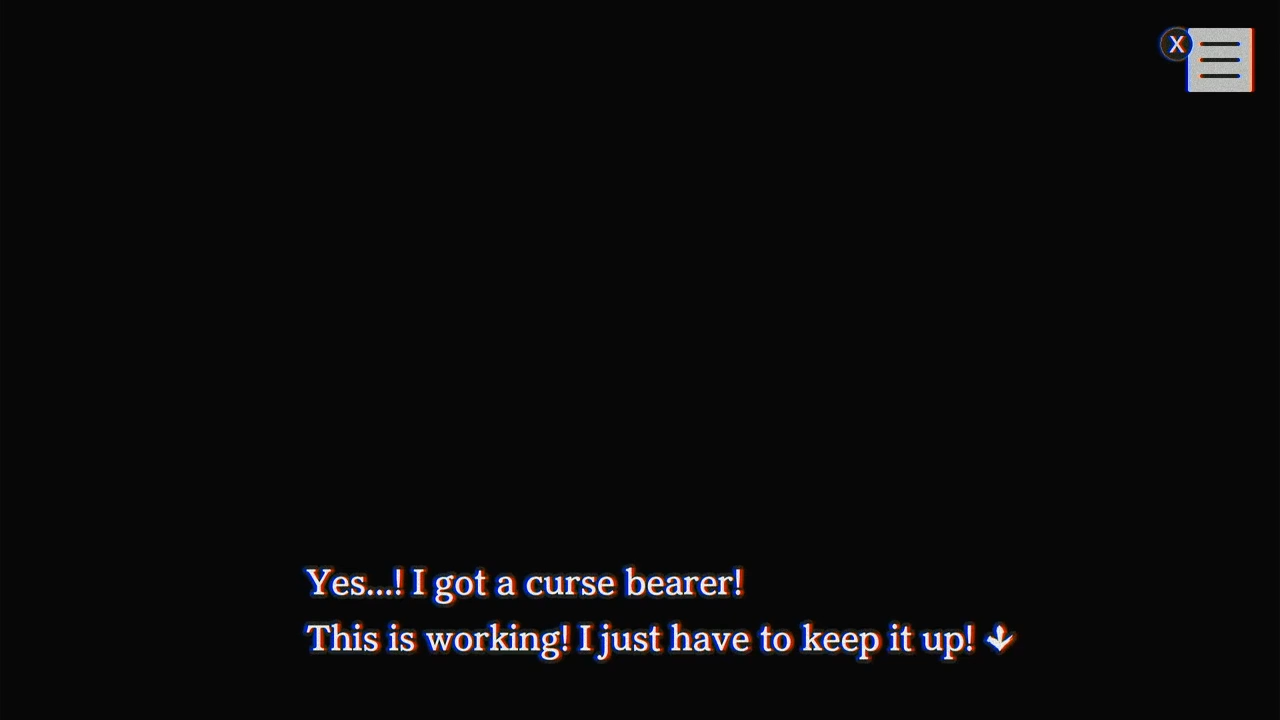 X
Yes...! I got a curse bearer!
This is working! I just have to keep it up!